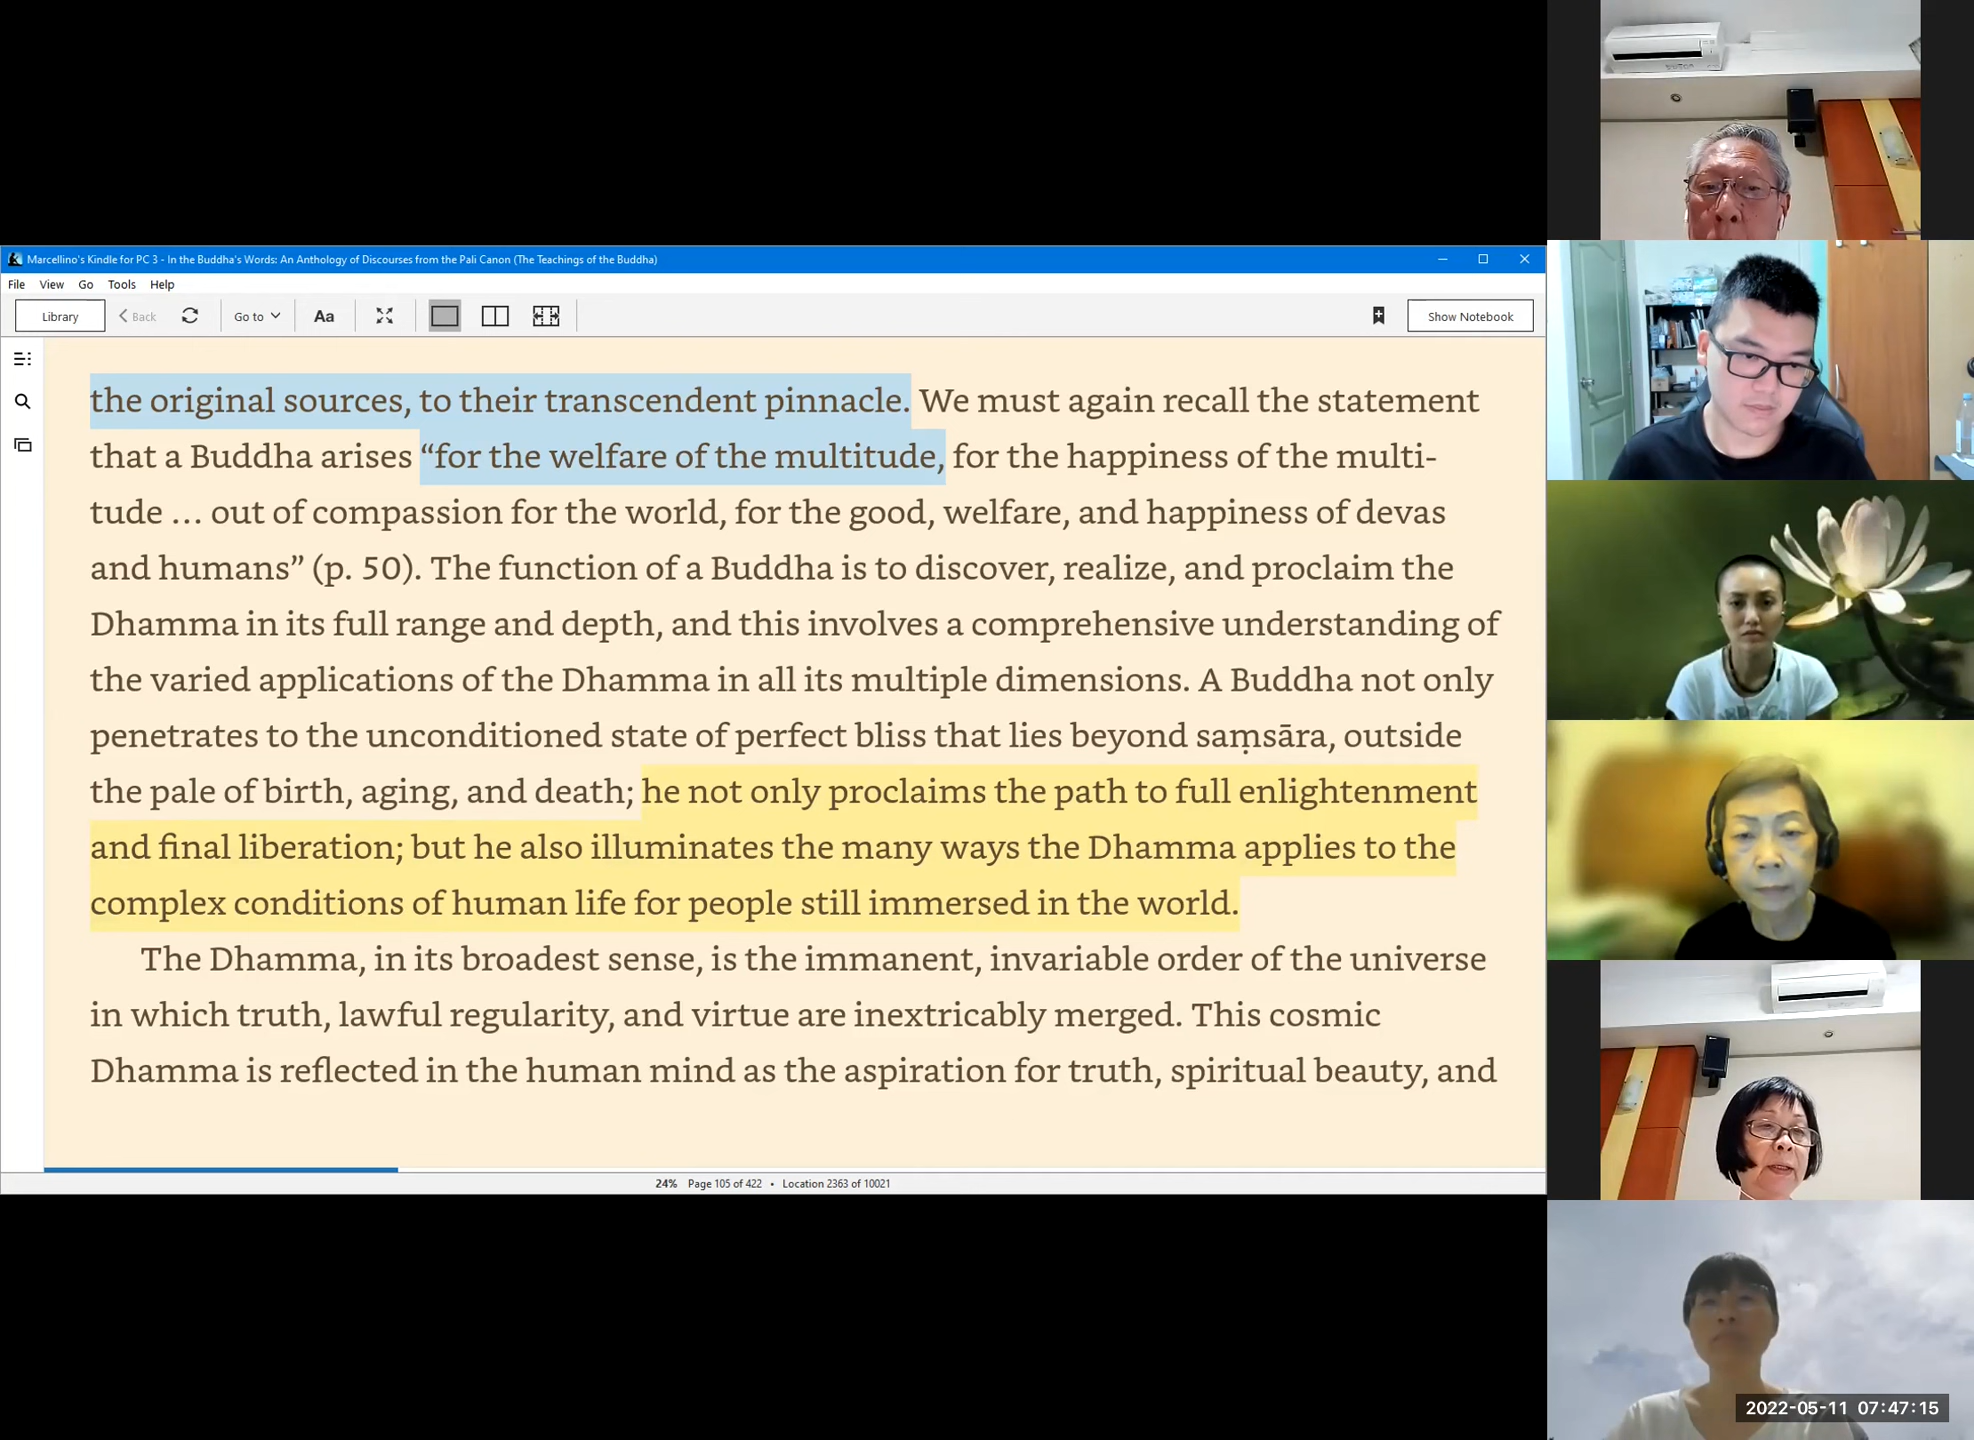 Marcellino's Kindle for PC 3 - In the Buddha's Words: An Anthology of Discourses from the Pali Canon (The Teachings of the Buddha)
File View Go Tools Help
Library Back Go to Aa Show Notebook
the original sources, to their transcendent pinnacle. We must again recall the statement
that a Buddha arises “for the welfare of the multitude, for the happiness of the multi-
tude … out of compassion for the world, for the good, welfare, and happiness of devas
and humans” (p. 50). The function of a Buddha is to discover, realize, and proclaim the
Dhamma in its full range and depth, and this involves a comprehensive understanding of
the varied applications of the Dhamma in all its multiple dimensions. A Buddha not only
penetrates to the unconditioned state of perfect bliss that lies beyond saṃsāra, outside
the pale of birth, aging, and death; he not only proclaims the path to full enlightenment
and final liberation; but he also illuminates the many ways the Dhamma applies to the
complex conditions of human life for people still immersed in the world.
The Dhamma, in its broadest sense, is the immanent, invariable order of the universe
in which truth, lawful regularity, and virtue are inextricably merged. This cosmic
Dhamma is reflected in the human mind as the aspiration for truth, spiritual beauty, and
24% Page 105 of 422 • Location 2363 of 10021
2022-05-11 07:47:15